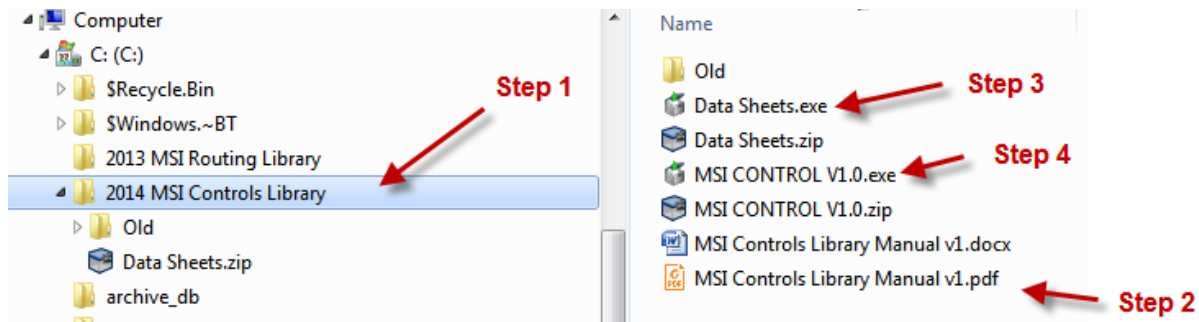 Computer
C: (C:)
$Recycle.Bin
$Windows.~BT
2013 MSI Routing Library
2014 MSI Controls Library
Old
Data Sheets.zip
archive_db
Step 1
Name
Old
Data Sheets.exe
Step 3
Data Sheets.zip
MSI CONTROL V1.0.exe
Step 4
MSI CONTROL V1.0.zip
MSI Controls Library Manual v1.docx
MSI Controls Library Manual v1.pdf
Step 2